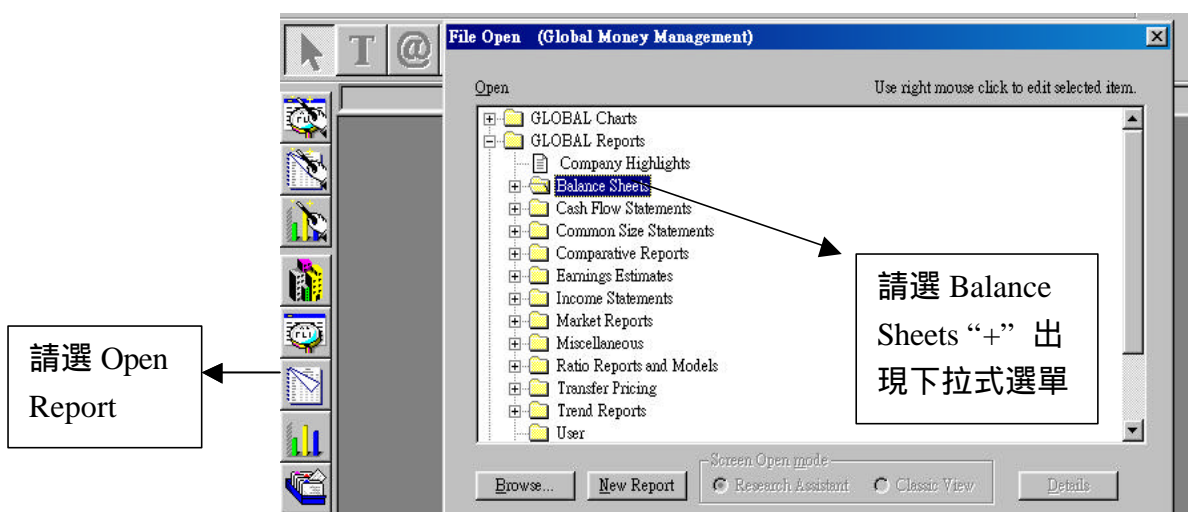 T @
File Open (Global Money Management)
Open
Use right mouse click to edit selected item.
GLOBAL Charts
GLOBAL Reports
Company Highlights
Balance Sheets
Cash Flow Statements
Common Size Statements
Comparative Reports
Earnings Estimates
Income Statements
Market Reports
Miscellaneous
Ratio Reports and Models
Transfer Pricing
Trend Reports
User
請選 Balance
Sheets “+” 出
現下拉式選單
請選 Open
Report
Screen Open mode
Browse...
New Report
Research Assistant
Classic View
Details